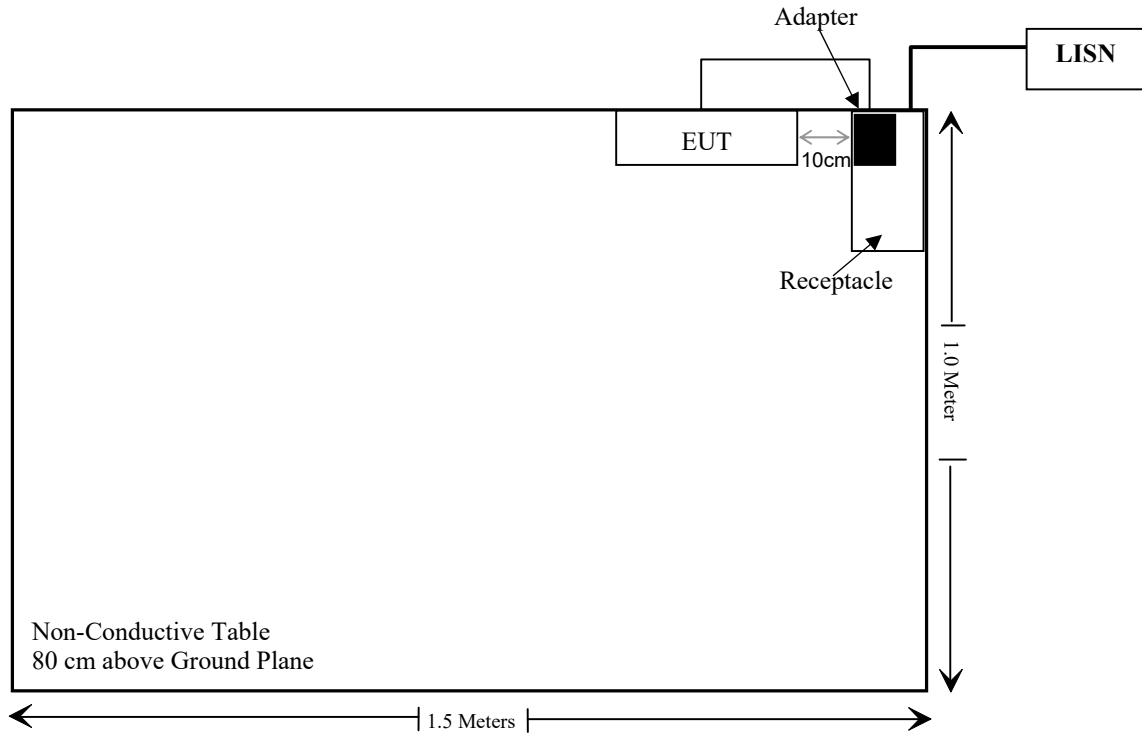 Adapter
LISN
EUT
10cm
Receptacle
1.0 Meter
Non-Conductive Table
80 cm above Ground Plane
1.5 Meters